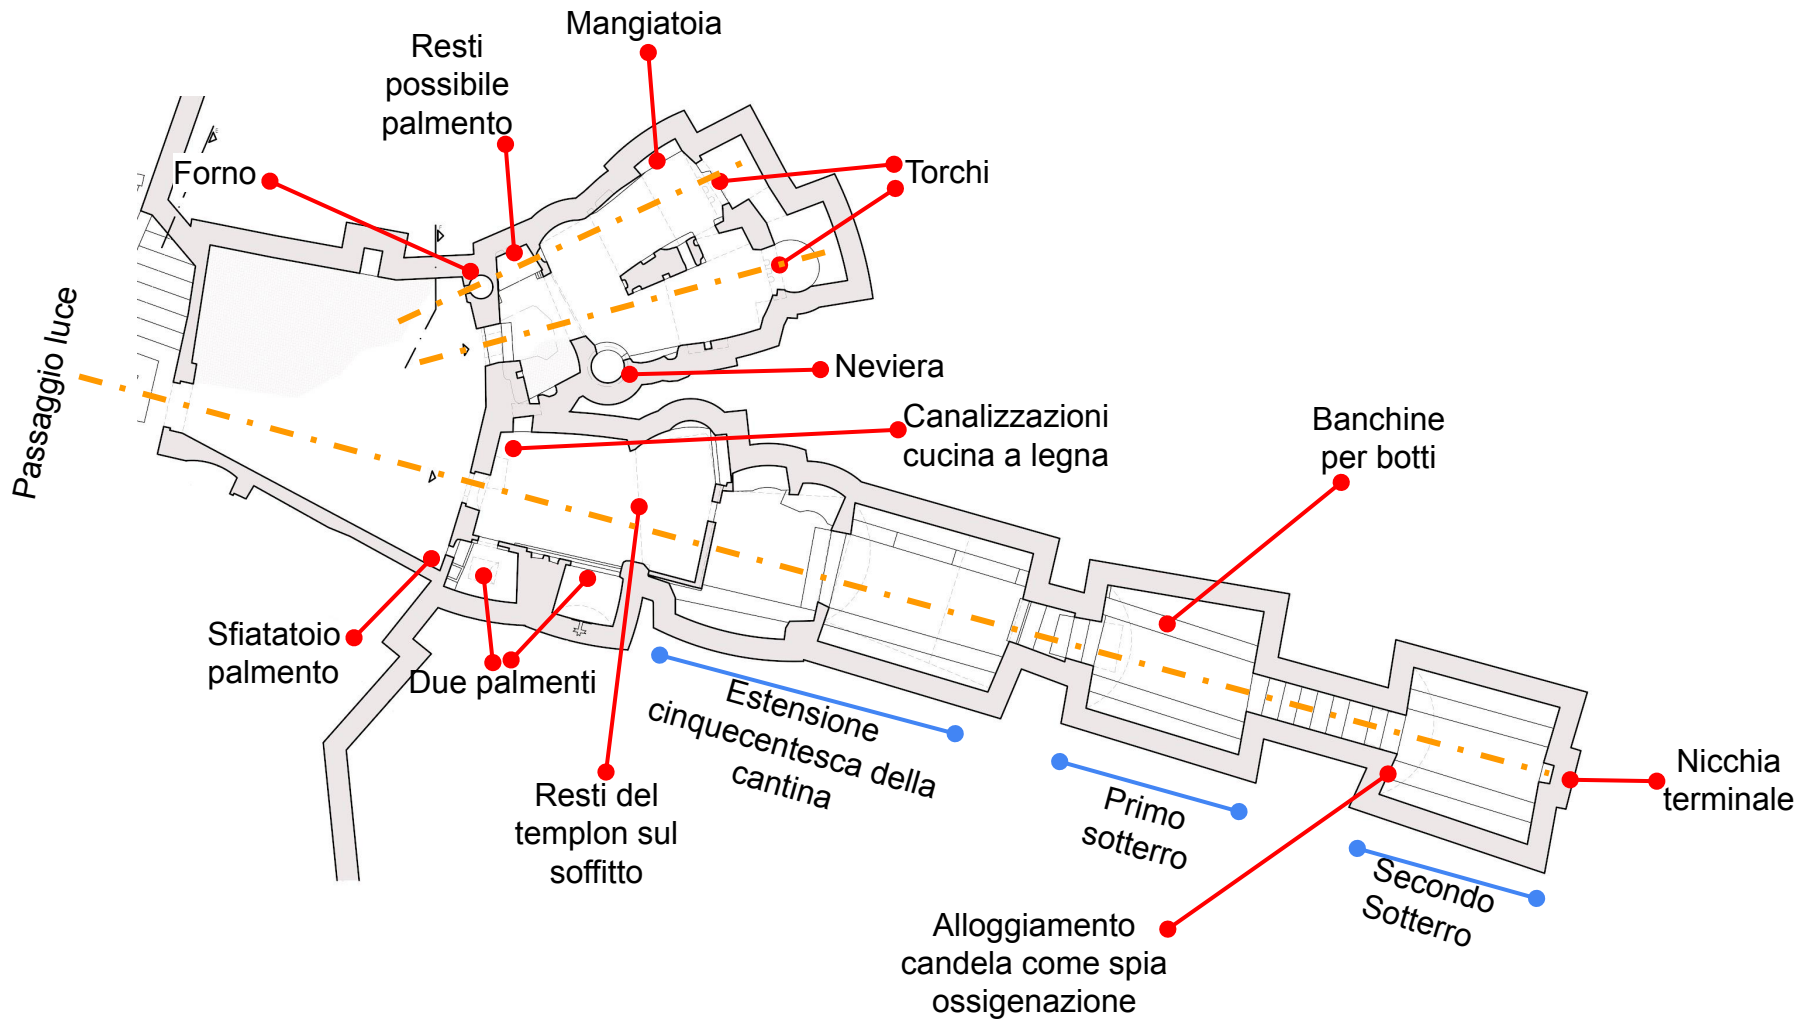 Mangiatoia
Resti
possibile
palmento
Forno
Torchi
Passaggio luce
Neviera
Canalizzazioni
cucina a legna
Banchine
per botti
Sfiatatoio
palmento
Due palmenti
Estensione
cinquecentesca della
cantina
Resti del
templon sul
soffitto
Primo
sotterro
Nicchia
terminale
Secondo
Sotterro
Alloggiamento
candela come spia
ossigenazione